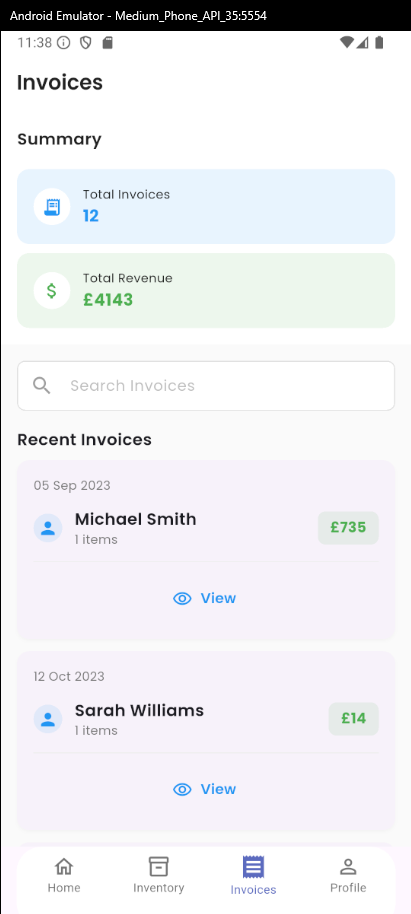 Android Emulator - Medium_Phone_API_35:5554
11:38
Invoices
Summary
Total Invoices
12
Total Revenue
£4143
Search Invoices
Recent Invoices
05 Sep 2023
Michael Smith
£735
1 items
View
12 Oct 2023
Sarah Williams
£14
1 items
View
Home Inventory Invoices Profile